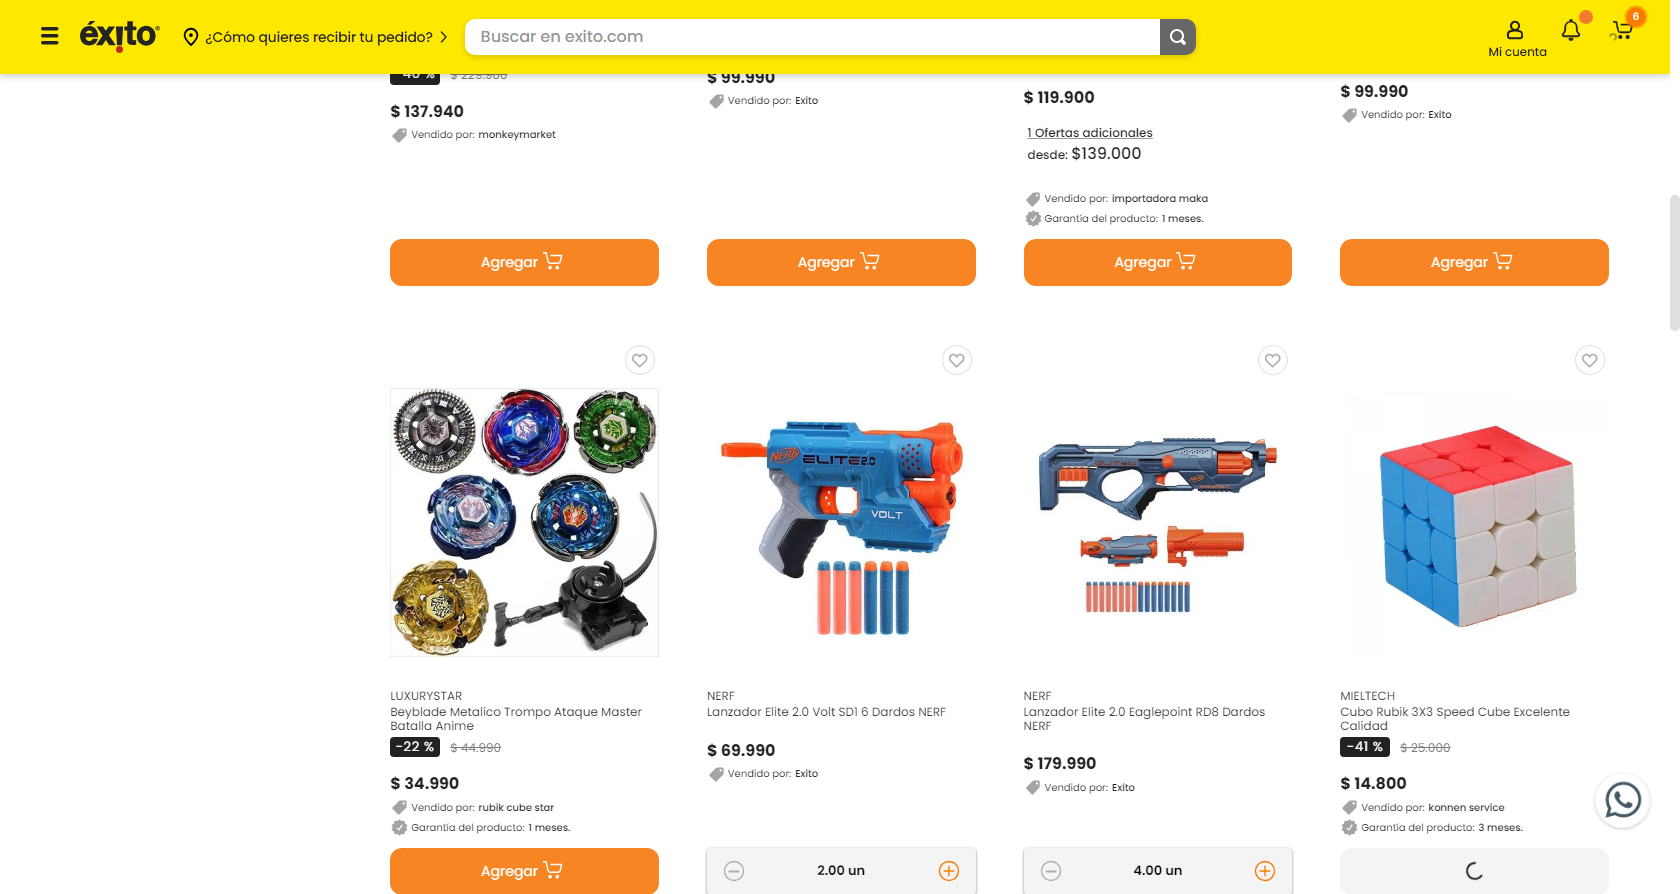 éxito
¿Cómo quieres recibir tu pedido?
Buscar en exito.com
Mi cuenta
6
-40 % $ 229.900
$ 137.940
Vendido por: monkeymarket
$ 99.990
Vendido por: Exito
$ 119.900
1 Ofertas adicionales
desde: $139.000
Vendido por: importadora maka
Garantía del producto: 1 meses.
$ 99.990
Vendido por: Exito
Agregar
Agregar
Agregar
Agregar
NERF ELITE 2.0
VOLT
LUXURYSTAR
Beyblade Metalico Trompo Ataque Master
Batalla Anime
-22 % $ 44.990
$ 34.990
Vendido por: rubik cube star
Garantía del producto: 1 meses.
Agregar
NERF
Lanzador Elite 2.0 Volt SD1 6 Dardos NERF
$ 69.990
Vendido por: Exito
2.00 un
NERF
Lanzador Elite 2.0 Eaglepoint RD8 Dardos
NERF
$ 179.990
Vendido por: Exito
4.00 un
MIELTECH
Cubo Rubik 3X3 Speed Cube Excelente
Calidad
-41 % $ 25.000
$ 14.800
Vendido por: konnen service
Garantía del producto: 3 meses.